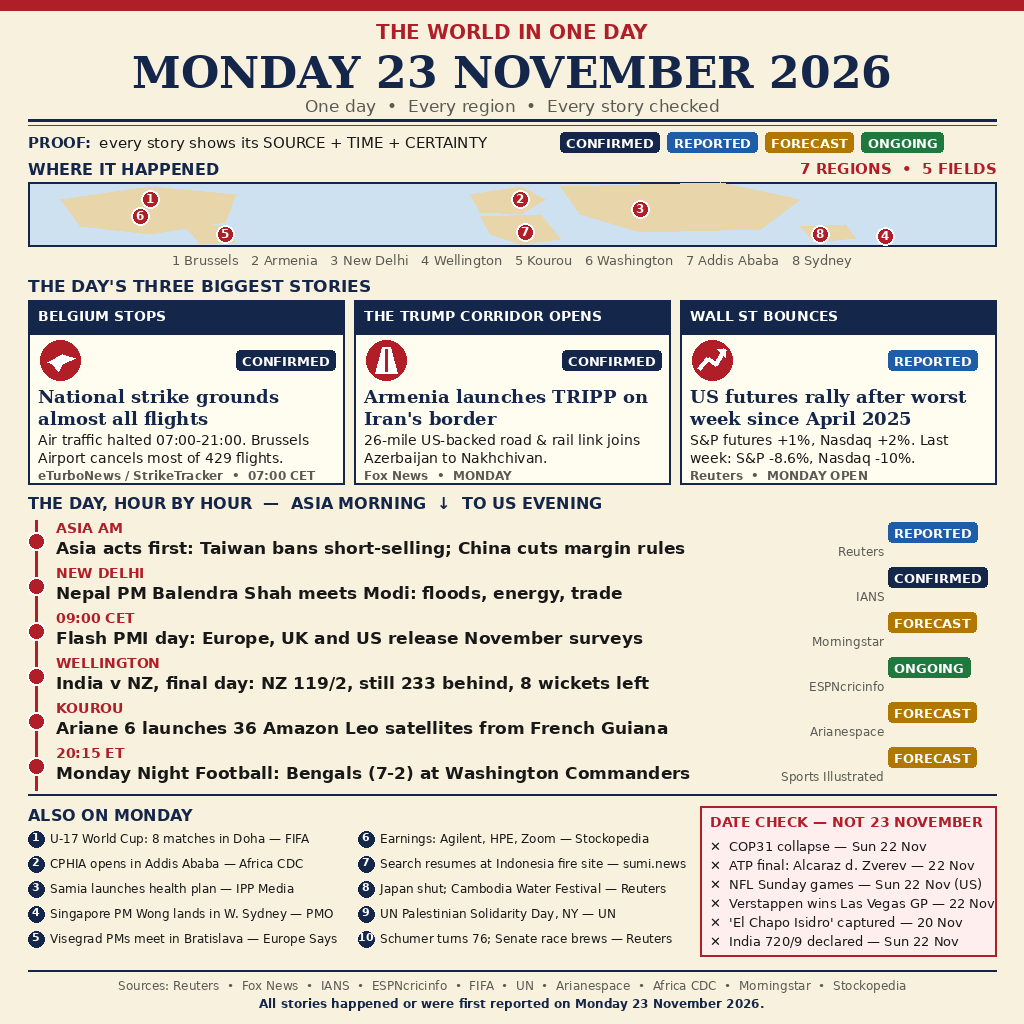 THE WORLD IN ONE DAY
MONDAY 23 NOVEMBER 2026
One day • Every region • Every story checked
PROOF: every story shows its SOURCE + TIME + CERTAINTY
CONFIRMED REPORTED FORECAST ONGOING
WHERE IT HAPPENED
7 REGIONS • 5 FIELDS
1
2
3
6
5
7
8
4
1 Brussels 2 Armenia 3 New Delhi 4 Wellington 5 Kourou 6 Washington 7 Addis Ababa 8 Sydney
THE DAY'S THREE BIGGEST STORIES
BELGIUM STOPS
CONFIRMED
National strike grounds
almost all flights
Air traffic halted 07:00-21:00. Brussels
Airport cancels most of 429 flights.
eTurboNews / StrikeTracker • 07:00 CET
THE TRUMP CORRIDOR OPENS
CONFIRMED
Armenia launches TRIPP on
Iran's border
26-mile US-backed road & rail link joins
Azerbaijan to Nakhchivan.
Fox News • MONDAY
WALL ST BOUNCES
REPORTED
US futures rally after worst
week since April 2025
S&P futures +1%, Nasdaq +2%. Last
week: S&P -8.6%, Nasdaq -10%.
Reuters • MONDAY OPEN
THE DAY, HOUR BY HOUR — ASIA MORNING ↓ TO US EVENING
ASIA AM
Asia acts first: Taiwan bans short-selling; China cuts margin rules
Reuters
REPORTED
NEW DELHI
Nepal PM Balendra Shah meets Modi: floods, energy, trade
IANS
CONFIRMED
09:00 CET
Flash PMI day: Europe, UK and US release November surveys
Morningstar
FORECAST
WELLINGTON
India v NZ, final day: NZ 119/2, still 233 behind, 8 wickets left
ESPNcricinfo
ONGOING
KOUROU
Ariane 6 launches 36 Amazon Leo satellites from French Guiana
Arianespace
FORECAST
20:15 ET
Monday Night Football: Bengals (7-2) at Washington Commanders
Sports Illustrated
FORECAST
ALSO ON MONDAY
1 U-17 World Cup: 8 matches in Doha — FIFA
2 CPHIA opens in Addis Ababa — Africa CDC
3 Samia launches health plan — IPP Media
4 Singapore PM Wong lands in W. Sydney — PMO
5 Visegrad PMs meet in Bratislava — Europe Says
6 Earnings: Agilent, HPE, Zoom — Stockopedia
7 Search resumes at Indonesia fire site — sumi.news
8 Japan shut; Cambodia Water Festival — Reuters
9 UN Palestinian Solidarity Day, NY — UN
10 Schumer turns 76; Senate race brews — Reuters
DATE CHECK — NOT 23 NOVEMBER
✕ COP31 collapse — Sun 22 Nov
✕ ATP final: Alcaraz d. Zverev — 22 Nov
✕ NFL Sunday games — Sun 22 Nov (US)
✕ Verstappen wins Las Vegas GP — 22 Nov
✕ 'El Chapo Isidro' captured — 20 Nov
✕ India 720/9 declared — Sun 22 Nov
Sources: Reuters • Fox News • IANS • ESPNcricinfo • FIFA • UN • Arianespace • Africa CDC • Morningstar • Stockopedia
All stories happened or were first reported on Monday 23 November 2026.